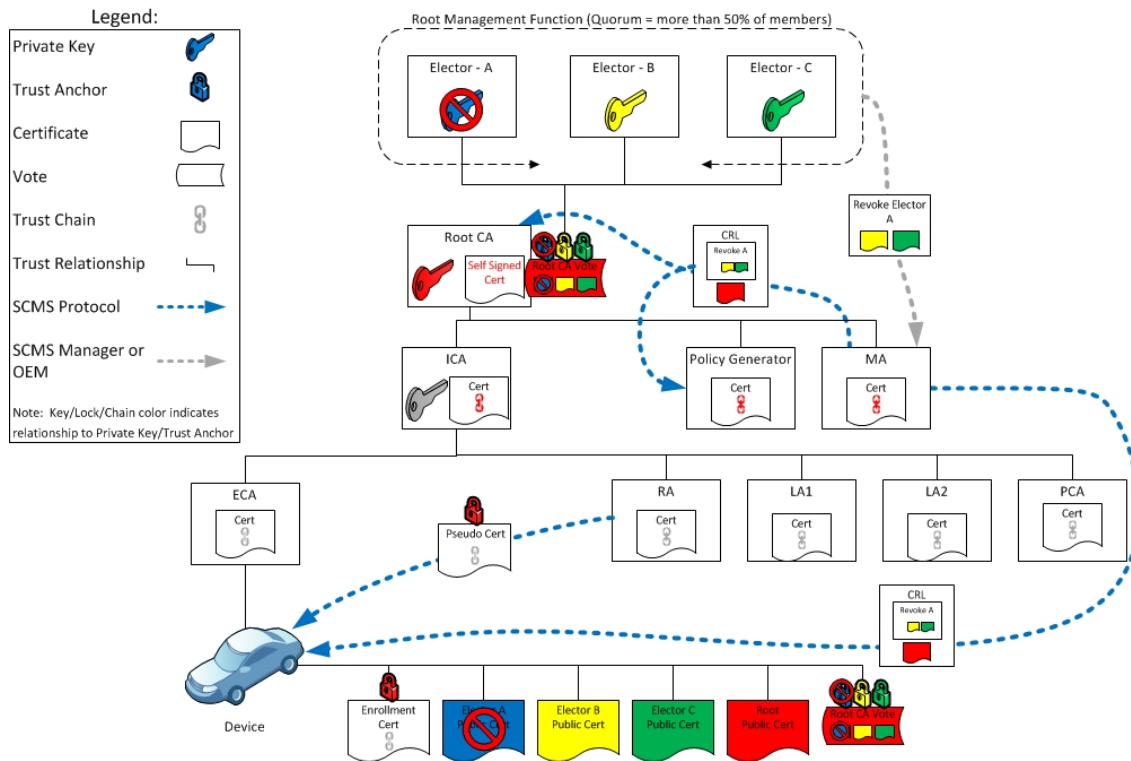 Legend:
Private Key
Trust Anchor
Certificate
Vote
Trust Chain
Trust Relationship
SCMS Protocol
SCMS Manager or
OEM
Note: Key/Lock/Chain color indicates
relationship to Private Key/Trust Anchor
Root Management Function (Quorum = more than 50% of members)
Elector - A
Elector - B
Elector - C
Revoke Elector
A
Root CA
Self Signed
Cert
Root CA Vote
CRL
Revoke A
ICA
Cert
Policy Generator
Cert
MA
Cert
ECA
Cert
Pseudo Cert
RA
Cert
LA1
Cert
LA2
Cert
PCA
Cert
CRL
Revoke A
Device
Enrollment
Cert
Elector A
Public Cert
Elector B
Public Cert
Elector C
Public Cert
Root
Public Cert
Root CA Vote